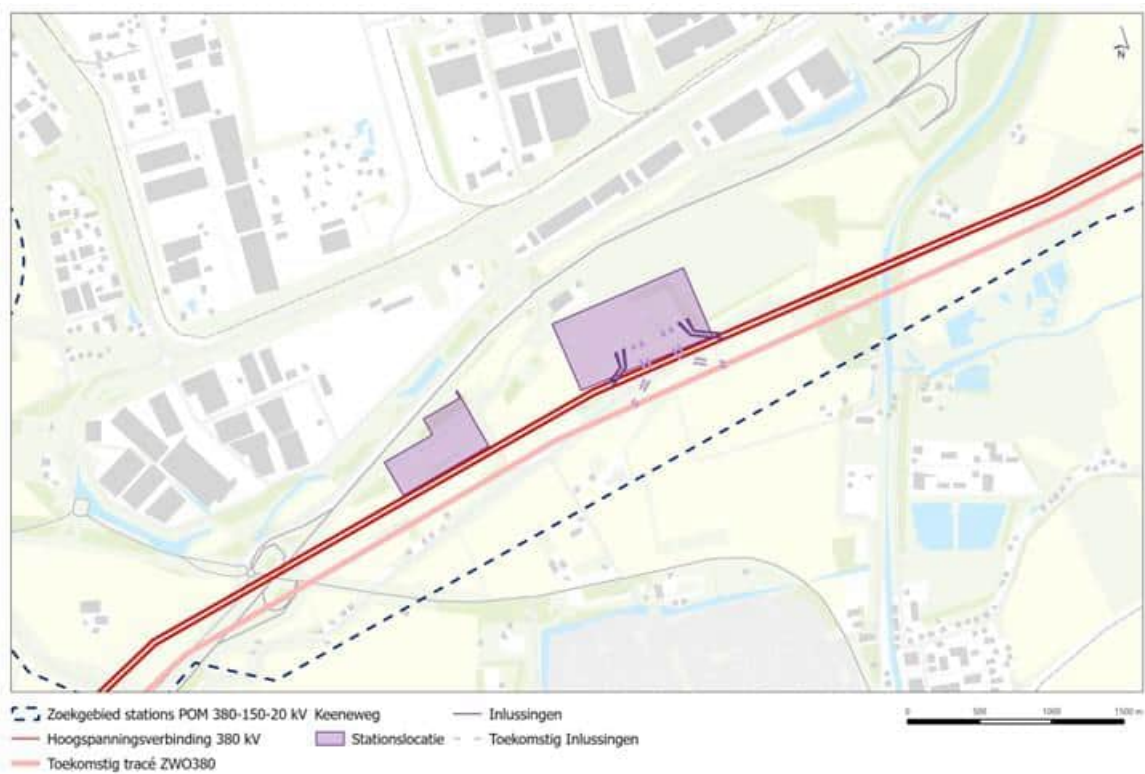 N
Zoekgebied stations POM 380-150-20 kV Keeneweg
Inlussingen
0 500 1000 1500 m
Hoogspanningsverbinding 380 kV
Stationslocatie
Toekomstig Inlussingen
Toekomstig tracé ZWO380